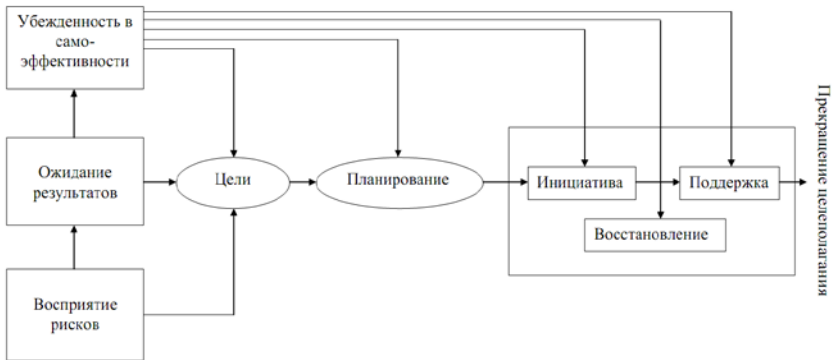 Убежденность в
само-
эффективности
Ожидание
результатов
Восприятие
рисков
Цели
Планирование
Инициатива
Поддержка
Восстановление
Прекращение целеполагания